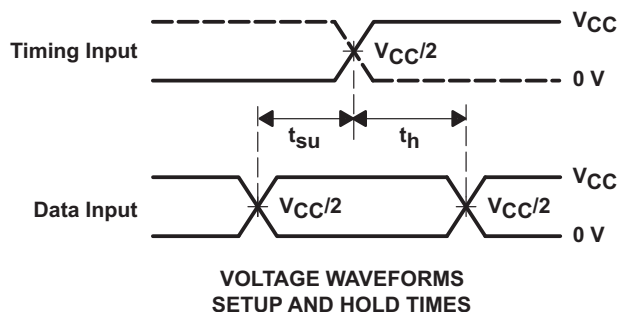 VCC
Timing Input
VCC/2
0 V
tsu
th
VCC
Data Input
VCC/2
VCC/2
0 V
VOLTAGE WAVEFORMS
SETUP AND HOLD TIMES